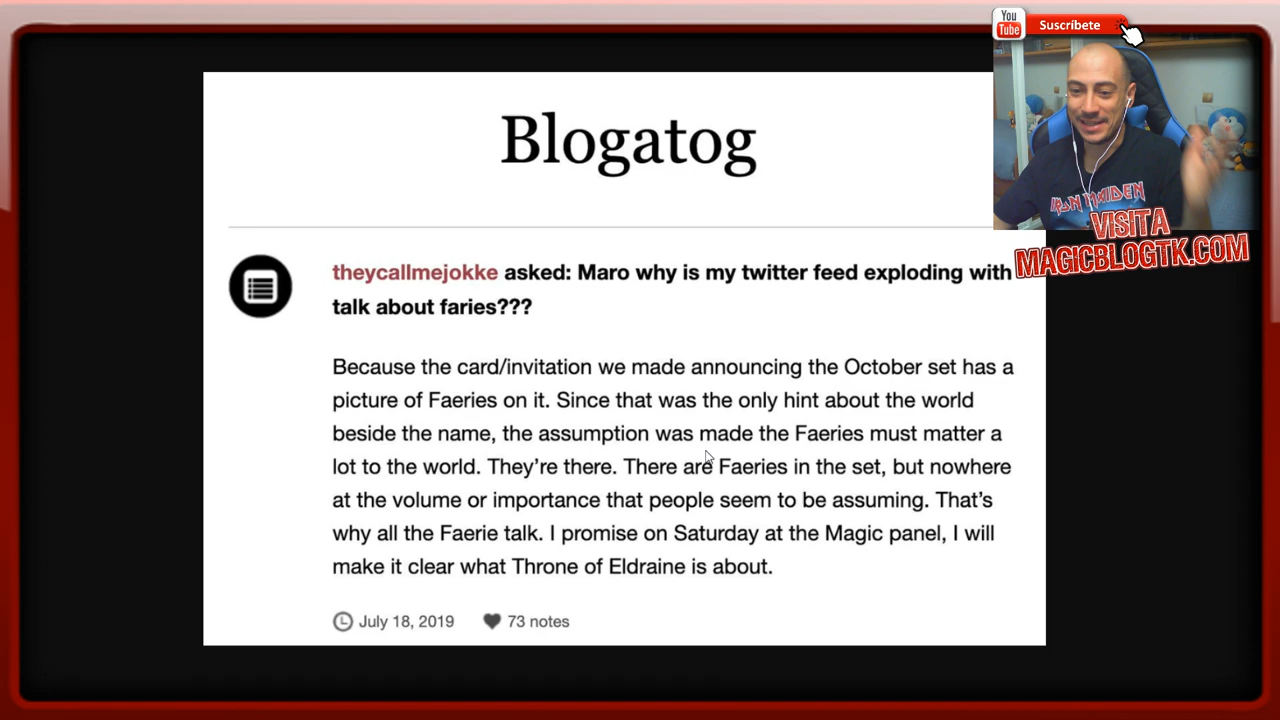 You
Tube
Suscríbete
Blogatog
theycallmejokke asked: Maro why is my twitter feed exploding with
talk about faries???
IRON MAIDEN
VISITA
MAGICBLOGTK.COM
Because the card/invitation we made announcing the October set has a
picture of Faeries on it. Since that was the only hint about the world
beside the name, the assumption was made the Faeries must matter a
lot to the world. They’re there. There are Faeries in the set, but nowhere
at the volume or importance that people seem to be assuming. That’s
why all the Faerie talk. I promise on Saturday at the Magic panel, I will
make it clear what Throne of Eldraine is about.
July 18, 2019 73 notes